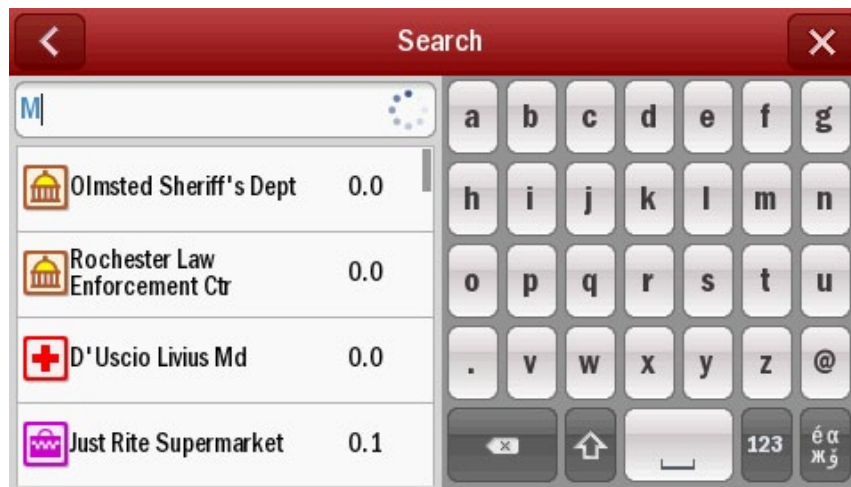 Search
M
Olmsted Sheriff's Dept 0.0
Rochester Law
Enforcement Ctr 0.0
D'Uscio Livius Md 0.0
Just Rite Supermarket 0.1
a b c d e f g
h i j k l m n
o p q r s t u
. v w x y z @
123 é α
ж ǯ